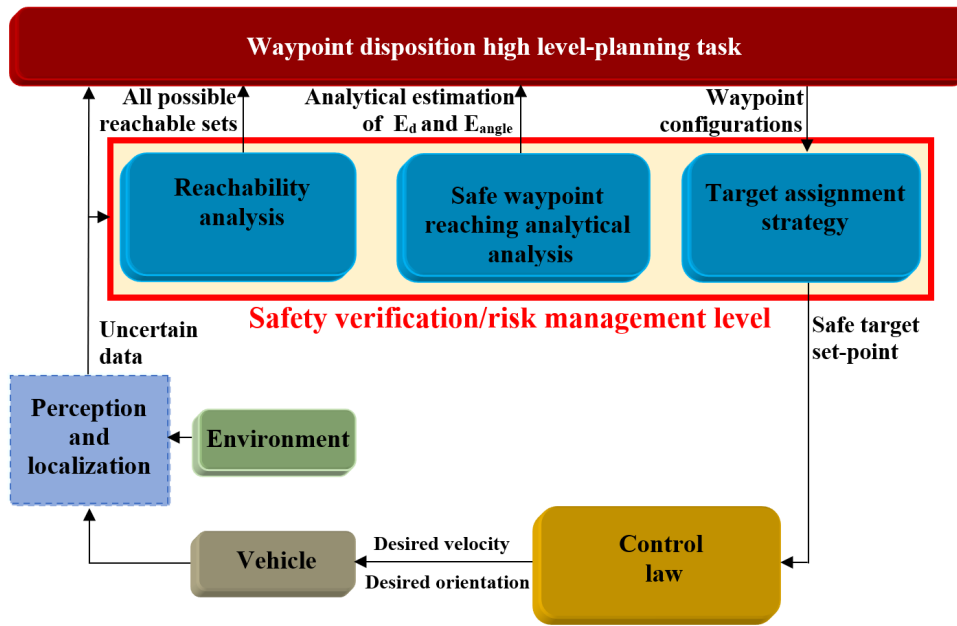 Waypoint disposition high level-planning task
All possible
reachable sets
Analytical estimation
of E_d and E_angle
Waypoint
configurations
Reachability
analysis
Safe waypoint
reaching analytical
analysis
Target assignment
strategy
Safety verification/risk management level
Uncertain
data
Safe target
set-point
Perception
and
localization
Environment
Vehicle
Desired velocity
Desired orientation
Control
law